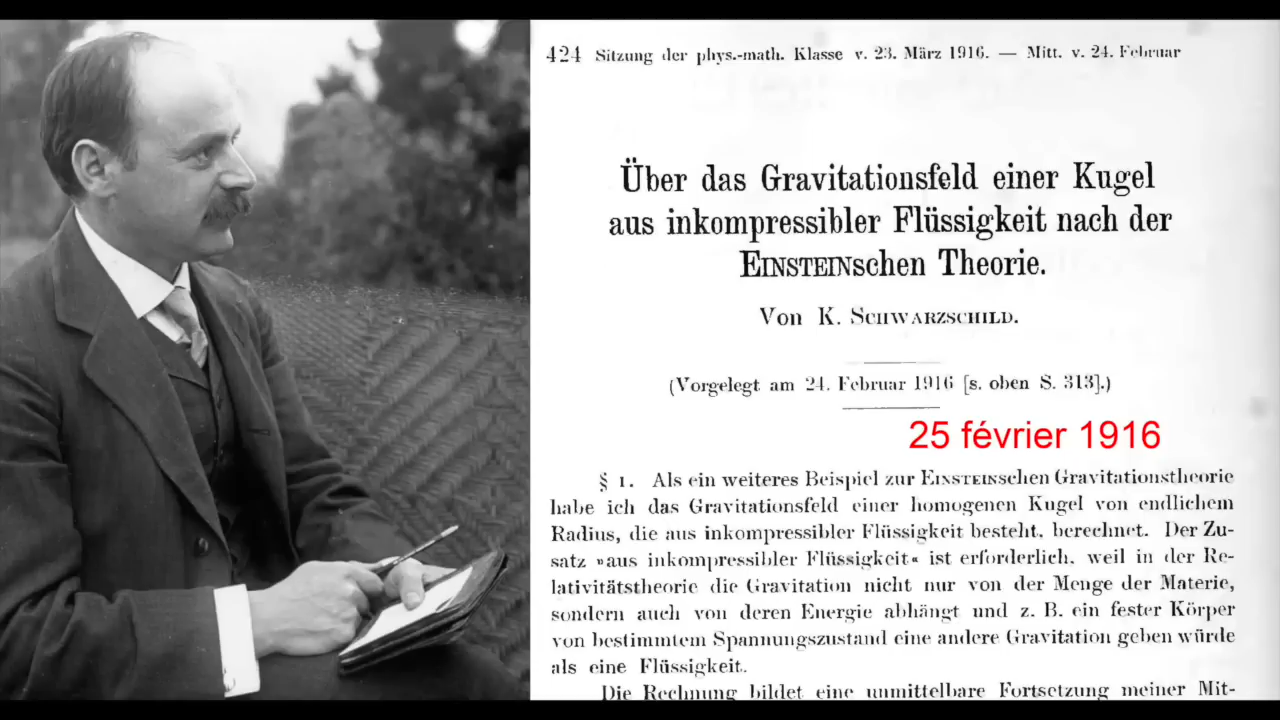 424 Sitzung der phys.-math. Klasse v. 23. März 1916. — Mitt. v. 24. Februar
Über das Gravitationsfeld einer Kugel
aus inkompressibler Flüssigkeit nach der
EINSTEINschen Theorie.
Von K. SCHWARZSCHILD.
(Vorgelegt am 24. Februar 1916 [s. oben S. 313].)
25 février 1916
§ 1. Als ein weiteres Beispiel zur EINSTEINschen Gravitationstheorie
habe ich das Gravitationsfeld einer homogenen Kugel von endlichem
Radius, die aus inkompressibler Flüssigkeit besteht, berechnet. Der Zu-
satz »aus inkompressibler Flüssigkeit« ist erforderlich, weil in der Re-
lativitätstheorie die Gravitation nicht nur von der Menge der Materie,
sondern auch von deren Energie abhängt und z. B. ein fester Körper
von bestimmtem Spannungszustand eine andere Gravitation geben würde
als eine Flüssigkeit.
Die Rechnung bildet eine unmittelbare Fortsetzung meiner Mit-